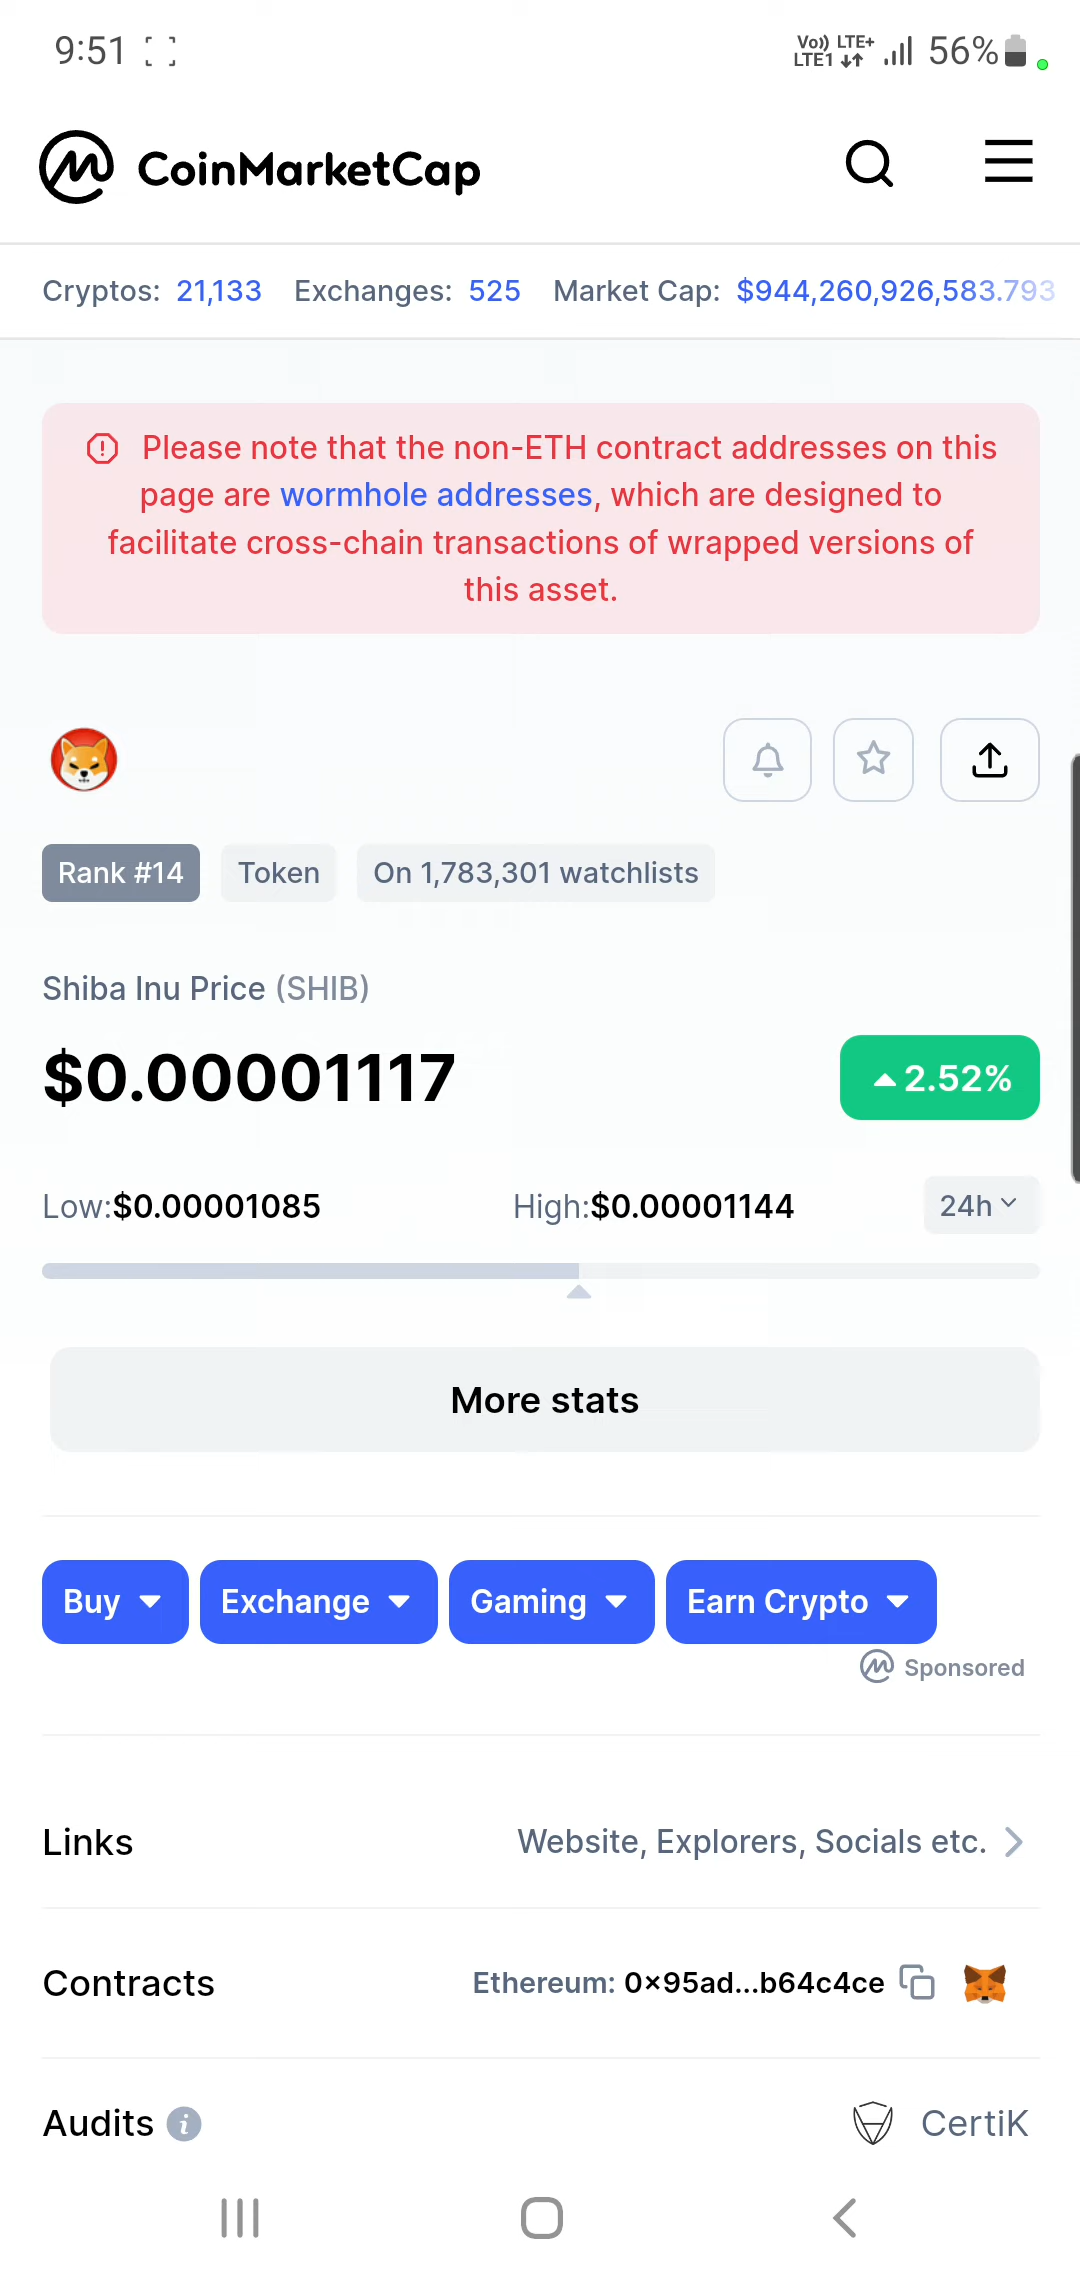 9:51 Vo)) LTE+ LTE1 56%
CoinMarketCap
Cryptos: 21,133 Exchanges: 525 Market Cap: $944,260,926,583.793
Please note that the non-ETH contract addresses on this
page are wormhole addresses, which are designed to
facilitate cross-chain transactions of wrapped versions of
this asset.
Rank #14 Token On 1,783,301 watchlists
Shiba Inu Price (SHIB)
$0.00001117 2.52%
Low:$0.00001085 High:$0.00001144 24h
More stats
Buy Exchange Gaming Earn Crypto
Sponsored
Links Website, Explorers, Socials etc.
Contracts Ethereum: 0x95ad...b64c4ce
Audits CertiK